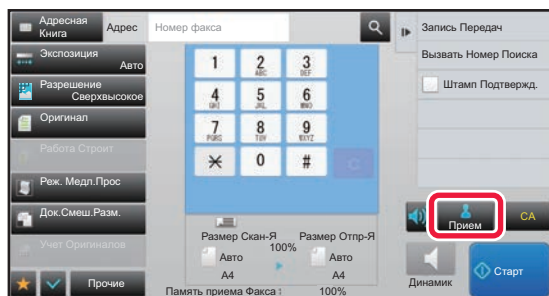 Адресная
Книга
Адрес
Номер факса
Запись Передач
Экспозиция
Авто
Вызвать Номер Поиска
Разрешение
Сверхвысокое
Штамп Подтвержд.
Оригинал
Работа Строит
Реж. Медл.Прос
Док.Смеш.Разм.
Учет Оригиналов
Прочие
1
2
ABC
3
DEF
4
GHI
5
JKL
6
MNO
7
PQRS
8
TUV
9
WXYZ
0
#
C
Размер Скан-Я
Размер Отпр-Я
100%
Авто
Авто
A4
A4
Память приема Факса:
100%
Прием
CA
Динамик
Старт